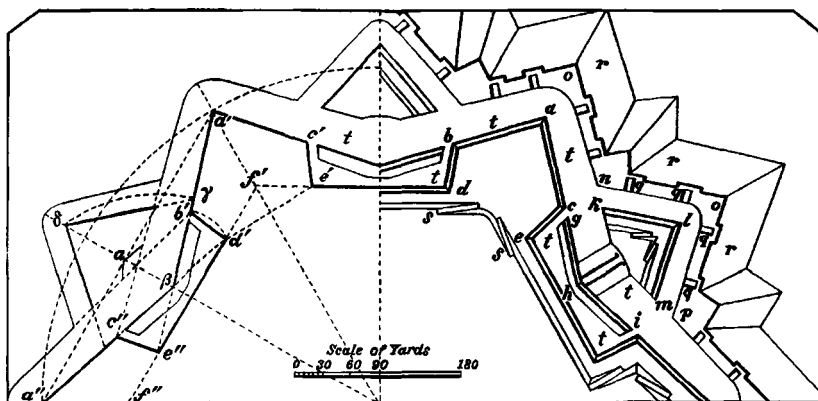 o r
a' a
c' t b t
t
δ γ f' e' t d n r
b' k q q o
s c g l
d' e t q r
a s
β h t m q p
c'' i
e'' t
Scale of Yards
0 30 60 90 180
a'' f''